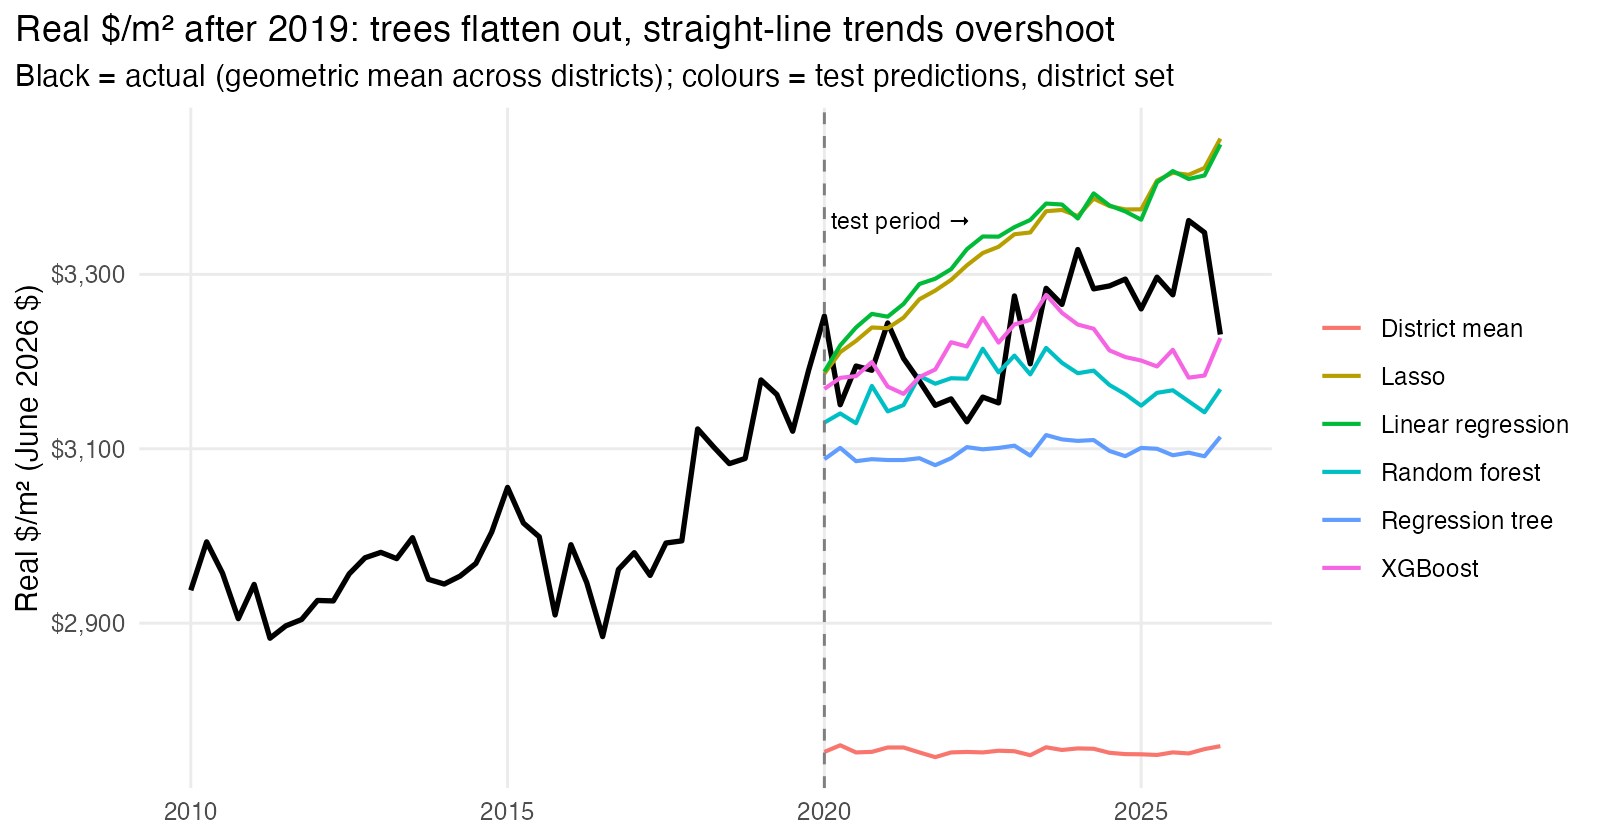 Real $/m² after 2019: trees flatten out, straight-line trends overshoot
Black = actual (geometric mean across districts); colours = test predictions, district set
Real $/m² (June 2026 $)
$3,300
$3,100
$2,900
test period →
2010
2015
2020
2025
District mean
Lasso
Linear regression
Random forest
Regression tree
XGBoost